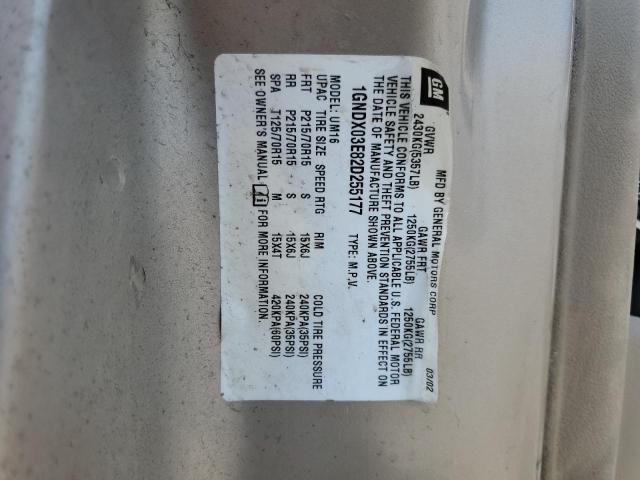 GM
MFD BY GENERAL MOTORS CORP 03/02
GVWR GAWR FRT GAWR RR
2430KG(5357LB) 1250KG(2755LB) 1250KG(2755LB)
THIS VEHICLE CONFORMS TO ALL APPLICABLE U.S. FEDERAL MOTOR
VEHICLE SAFETY AND THEFT PREVENTION STANDARDS IN EFFECT ON
THE DATE OF MANUFACTURE SHOWN ABOVE.
1GNDX03E82D255177 TYPE: M.P.V.
MODEL: UM16
UPAC TIRE SIZE SPEED RTG RIM COLD TIRE PRESSURE
FRT P215/70R15 S 15X6J 240KPA(35PSI)
RR P215/70R15 S 15X6J 240KPA(35PSI)
SPA T125/70R15 M 15X4T 420KPA(60PSI)
SEE OWNER'S MANUAL FOR MORE INFORMATION.